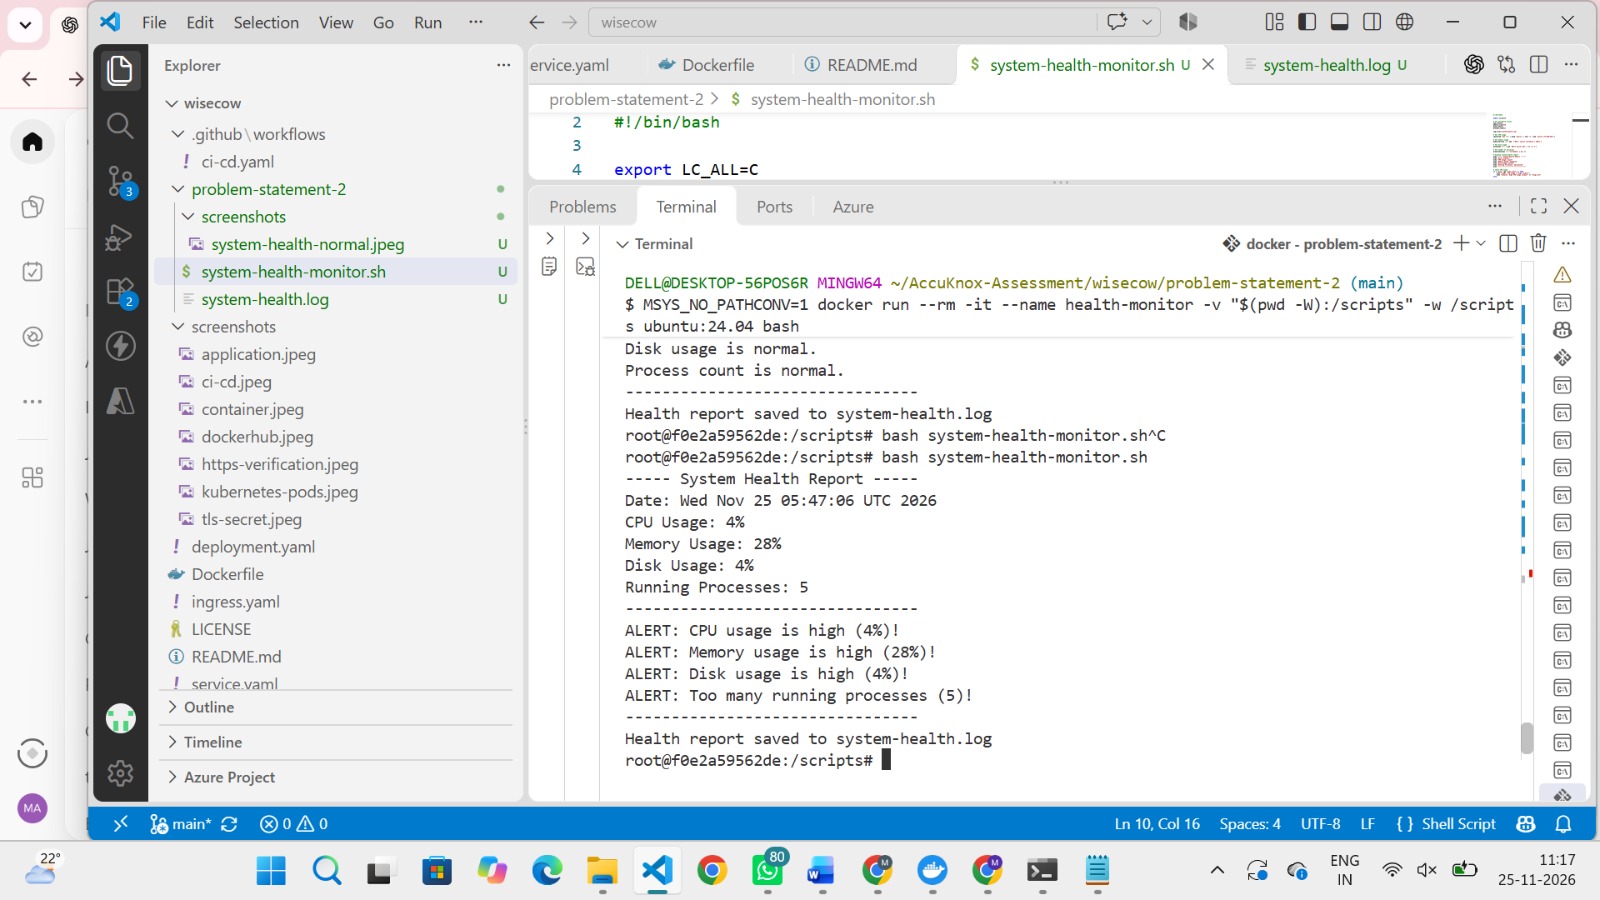 File Edit Selection View Go Run ···
wisecow
Explorer
ervice.yaml
Dockerfile
README.md
$ system-health-monitor.sh U
system-health.log U
problem-statement-2 > $ system-health-monitor.sh
2 #!/bin/bash
3
4 export LC_ALL=C
wisecow
.github\workflows
! ci-cd.yaml
problem-statement-2
screenshots
system-health-normal.jpeg U
$ system-health-monitor.sh U
system-health.log U
screenshots
application.jpeg
ci-cd.jpeg
container.jpeg
dockerhub.jpeg
https-verification.jpeg
kubernetes-pods.jpeg
tls-secret.jpeg
! deployment.yaml
Dockerfile
! ingress.yaml
LICENSE
README.md
! service.yaml
Outline
Timeline
Azure Project
3
2
MA
Problems Terminal Ports Azure
Terminal
docker - problem-statement-2
DELL@DESKTOP-56POS6R MINGW64 ~/AccuKnox-Assessment/wisecow/problem-statement-2 (main)
$ MSYS_NO_PATHCONV=1 docker run --rm -it --name health-monitor -v "$(pwd -W):/scripts" -w /script
s ubuntu:24.04 bash
Disk usage is normal.
Process count is normal.
--------------------------------
Health report saved to system-health.log
root@f0e2a59562de:/scripts# bash system-health-monitor.sh^C
root@f0e2a59562de:/scripts# bash system-health-monitor.sh
----- System Health Report -----
Date: Wed Nov 25 05:47:06 UTC 2026
CPU Usage: 4%
Memory Usage: 28%
Disk Usage: 4%
Running Processes: 5
--------------------------------
ALERT: CPU usage is high (4%)!
ALERT: Memory usage is high (28%)!
ALERT: Disk usage is high (4%)!
ALERT: Too many running processes (5)!
--------------------------------
Health report saved to system-health.log
root@f0e2a59562de:/scripts#
main* 0 0
Ln 10, Col 16 Spaces: 4 UTF-8 LF { } Shell Script
22°
80
ENG
IN
11:17
25-11-2026